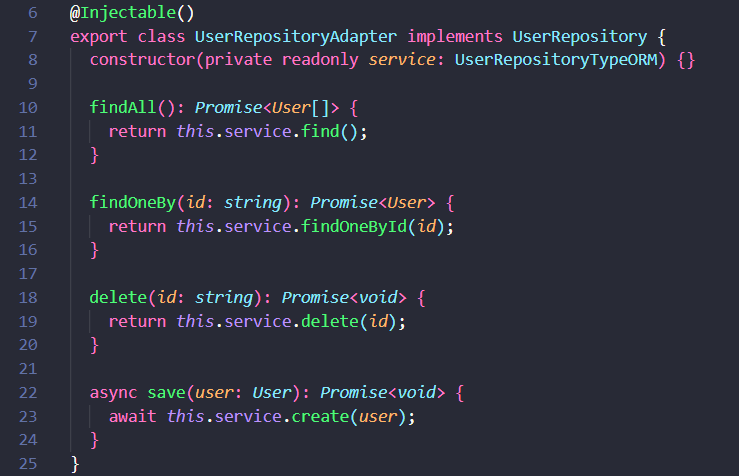 6 @Injectable()
7 export class UserRepositoryAdapter implements UserRepository {
8   constructor(private readonly service: UserRepositoryTypeORM) {}
9
10   findAll(): Promise<User[]> {
11     return this.service.find();
12   }
13
14   findOneBy(id: string): Promise<User> {
15     return this.service.findOneById(id);
16   }
17
18   delete(id: string): Promise<void> {
19     return this.service.delete(id);
20   }
21
22   async save(user: User): Promise<void> {
23     await this.service.create(user);
24   }
25 }